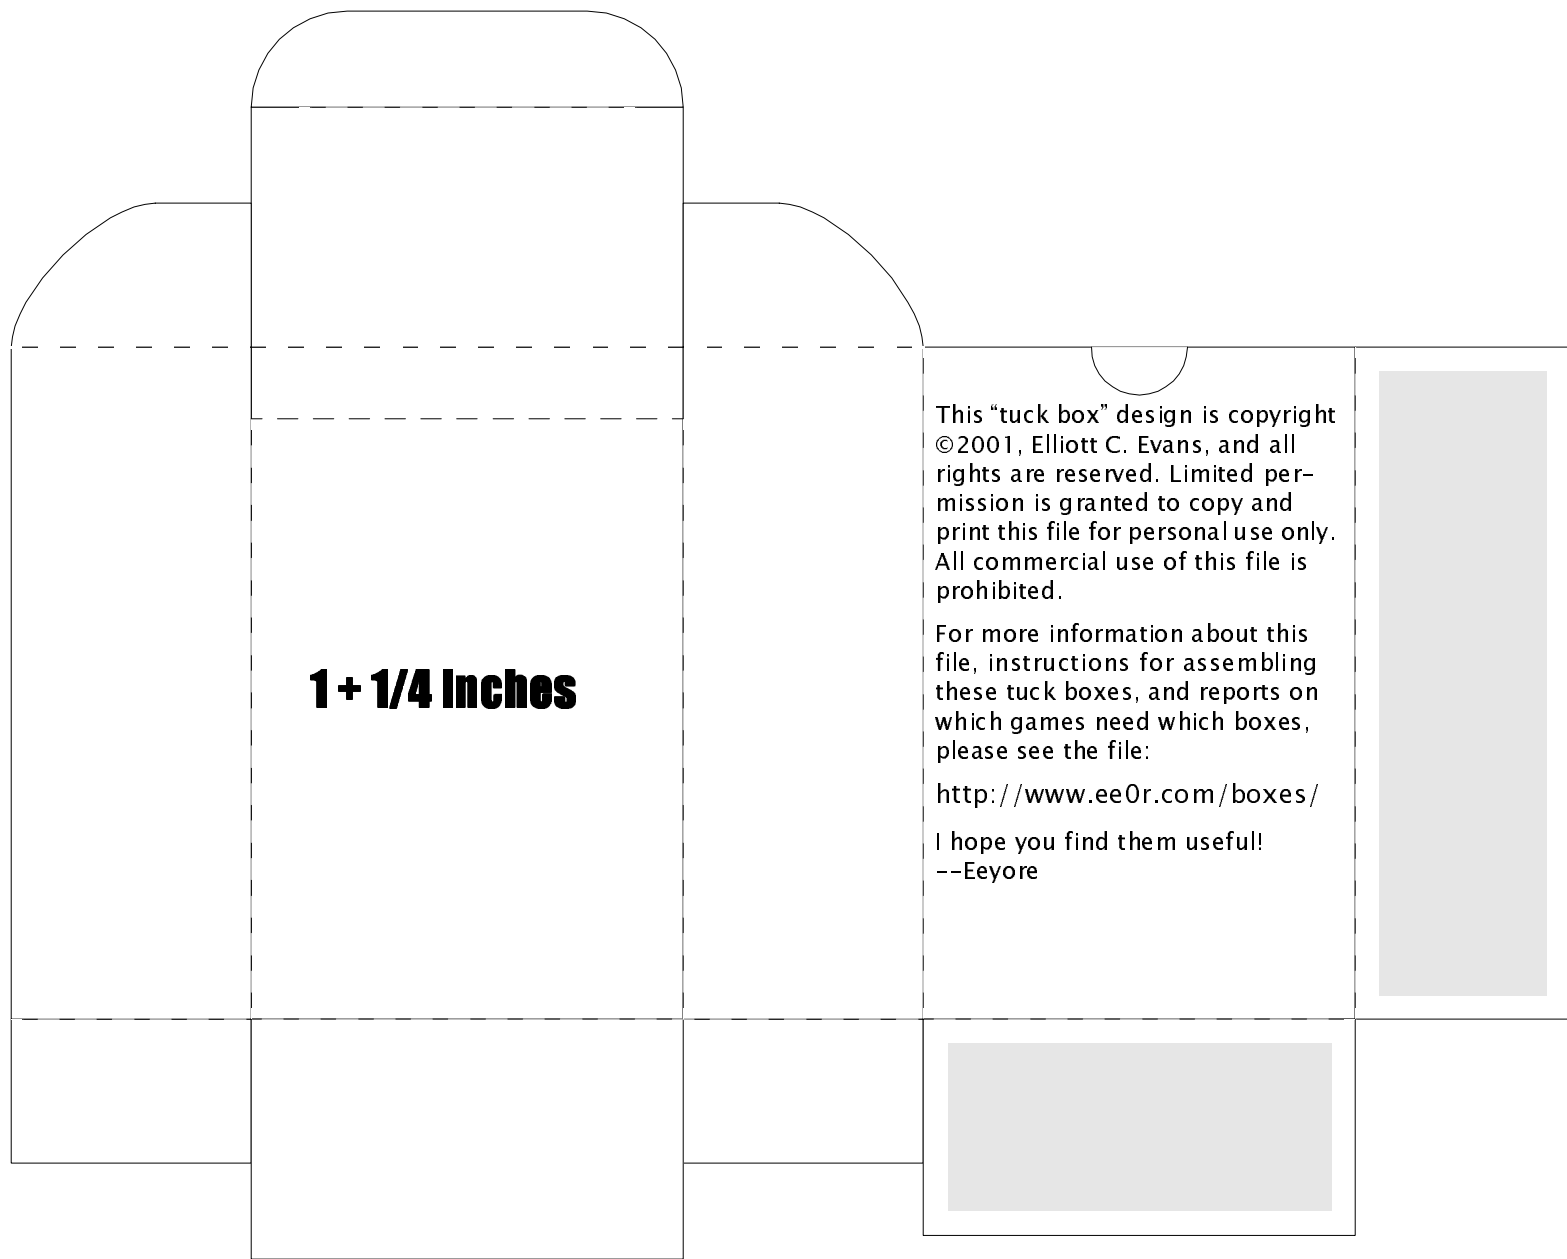 This “tuck box” design is copyright
©2001, Elliott C. Evans, and all
rights are reserved. Limited per-
mission is granted to copy and
print this file for personal use only.
All commercial use of this file is
prohibited.
For more information about this
file, instructions for assembling
these tuck boxes, and reports on
which games need which boxes,
please see the file:
http://www.ee0r.com/boxes/
I hope you find them useful!
--Eeyore
1 + 1/4 Inches